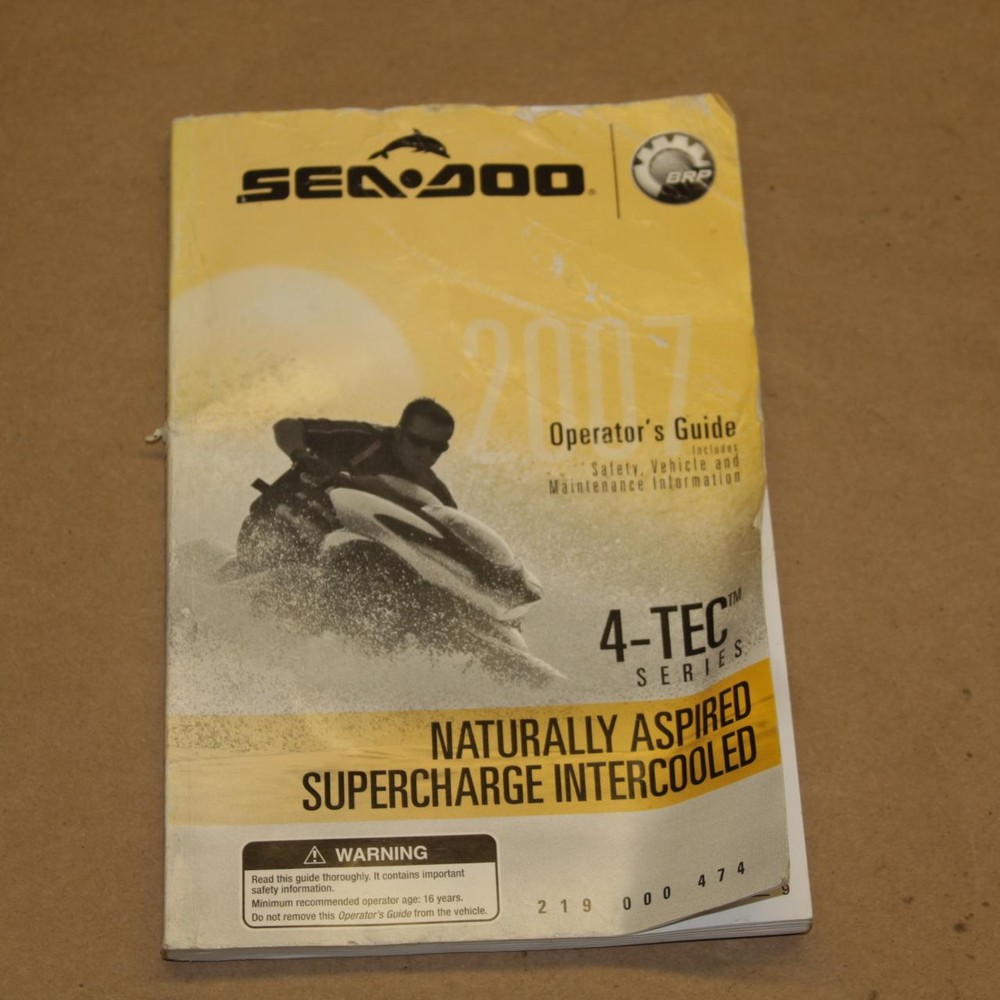 SEA-DOO®
BRP
2007
Operator's Guide
Includes
Safety, Vehicle and
Maintenance Information
4-TEC™
SERIES
NATURALLY ASPIRED
SUPERCHARGE INTERCOOLED
⚠ WARNING
Read this guide thoroughly. It contains important
safety information.
Minimum recommended operator age: 16 years.
Do not remove this Operator's Guide from the vehicle.
219 000 474
9